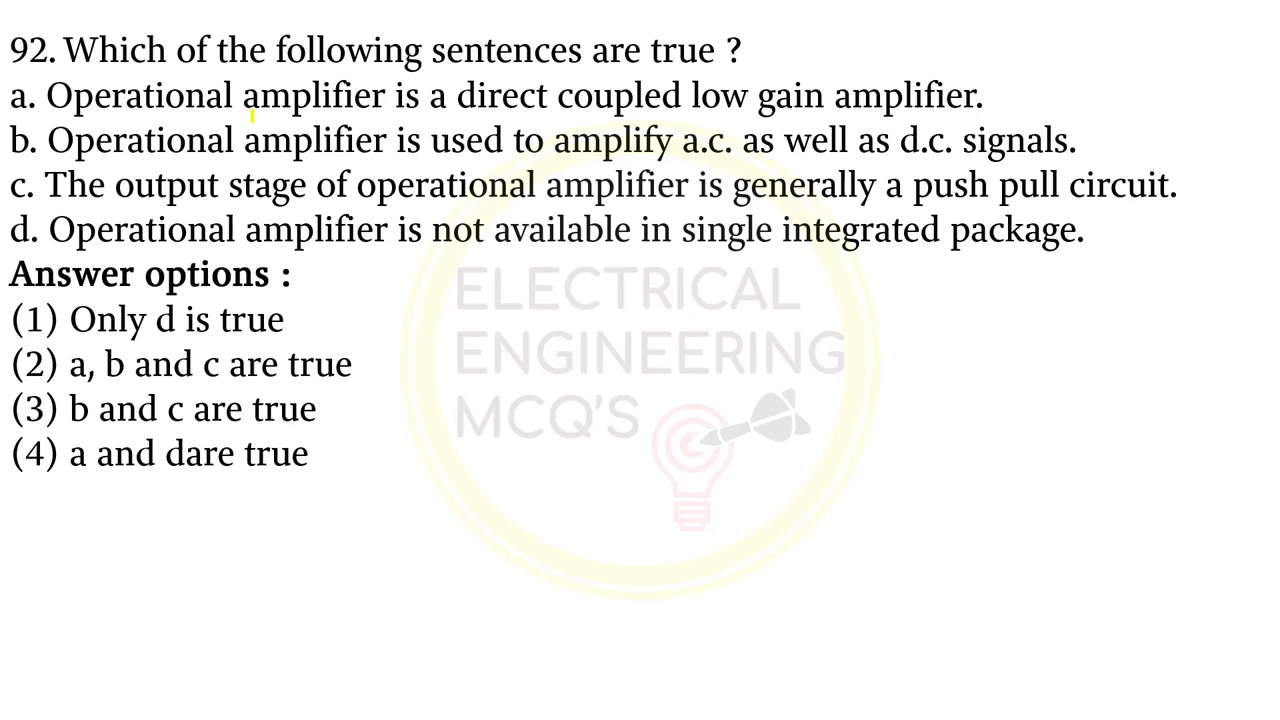 92. Which of the following sentences are true ?
a. Operational amplifier is a direct coupled low gain amplifier.
b. Operational amplifier is used to amplify a.c. as well as d.c. signals.
c. The output stage of operational amplifier is generally a push pull circuit.
d. Operational amplifier is not available in single integrated package.
Answer options :
(1) Only d is true
(2) a, b and c are true
(3) b and c are true
(4) a and dare true
ELECTRICAL
ENGINEERING
MCQ'S